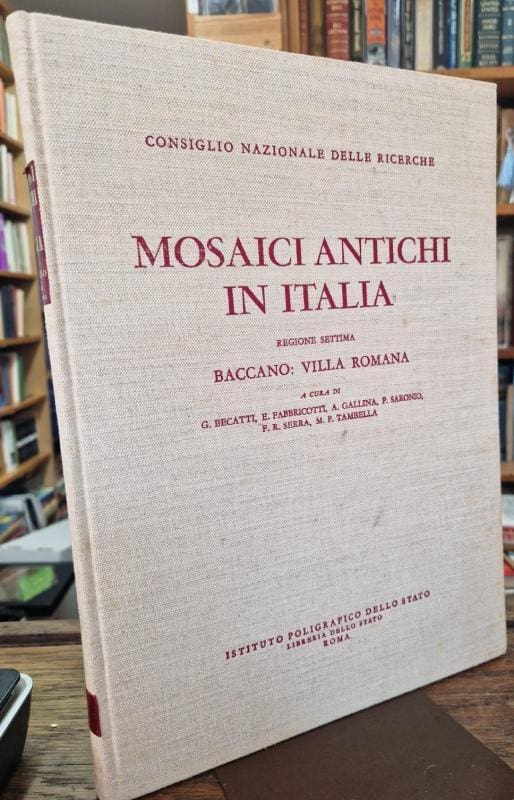 CONSIGLIO NAZIONALE DELLE RICERCHE
MOSAICI ANTICHI
IN ITALIA
REGIONE SETTIMA
BACCANO: VILLA ROMANA
A CURA DI
G. BECATTI, E. FABBRICOTTI, A. GALLINA, P. SARONIO,
F. R. SERRA, M. P. TAMBELLA
ISTITUTO POLIGRAFICO DELLO STATO
LIBRERIA DELLO STATO
ROMA